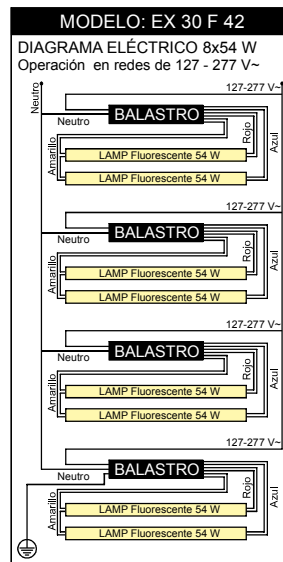 MODELO: EX 30 F 42
DIAGRAMA ELÉCTRICO 8x54 W
Operación en redes de 127 - 277 V~
Neutro
127-277 V~
BALASTRO
Neutro
Amarillo
Rojo
Azul
LAMP Fluorescente 54 W
LAMP Fluorescente 54 W
127-277 V~
BALASTRO
Neutro
Amarillo
Rojo
Azul
LAMP Fluorescente 54 W
LAMP Fluorescente 54 W
127-277 V~
BALASTRO
Neutro
Amarillo
Rojo
Azul
LAMP Fluorescente 54 W
LAMP Fluorescente 54 W
127-277 V~
BALASTRO
Neutro
Amarillo
Rojo
Azul
LAMP Fluorescente 54 W
LAMP Fluorescente 54 W